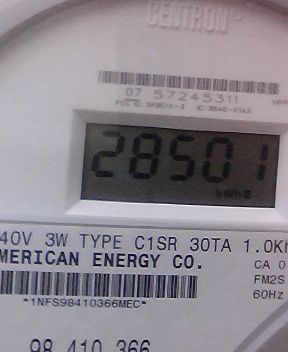 CENTRON
07 57245311
28501
kWh
40V 3W TYPE C1SR 30TA 1.0Kh
MERICAN ENERGY CO.
CA 0
FM2S
60Hz
*1NFS98410366MEC*
98 410 366